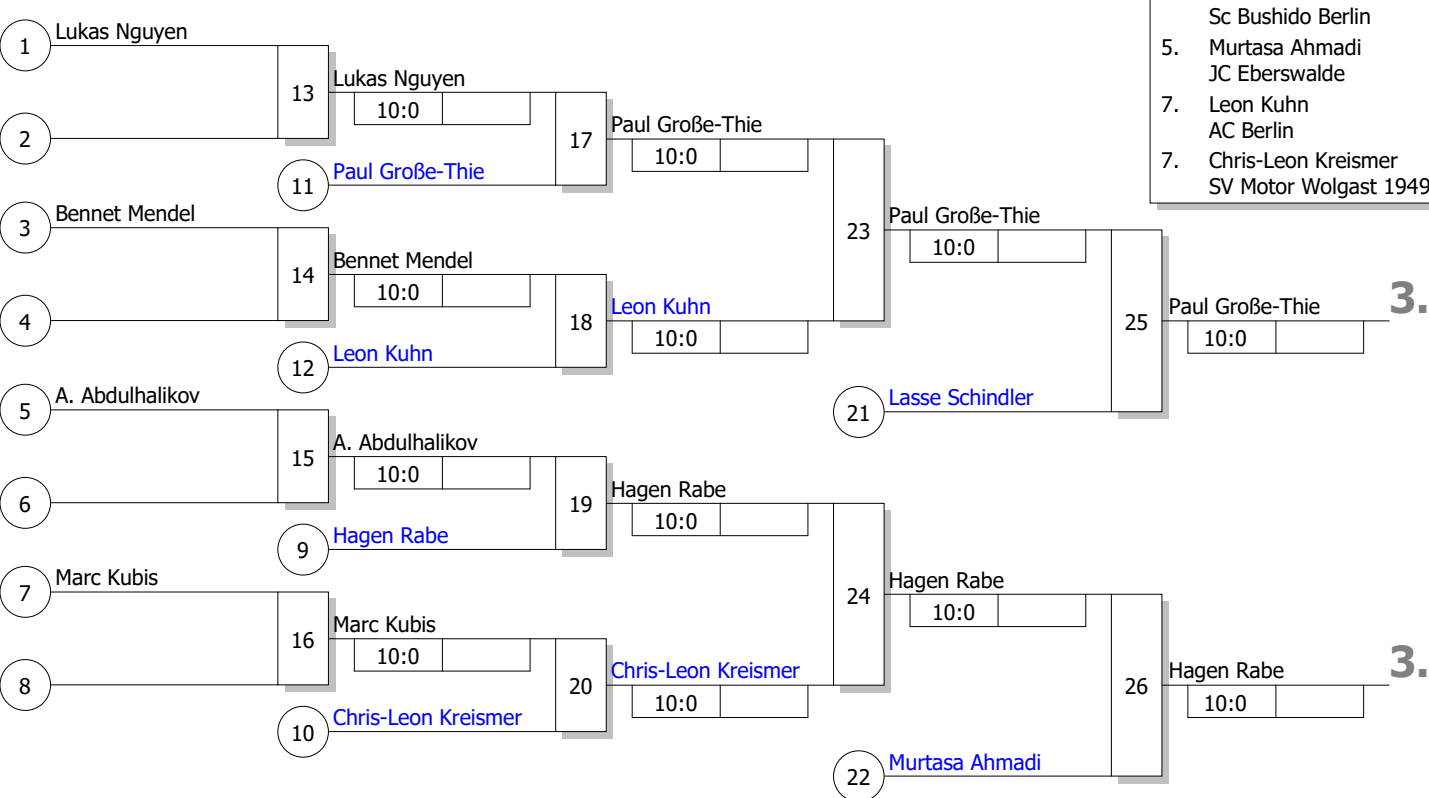 Sc Bushido Berlin
5. Murtasa Ahmadi
JC Eberswalde
7. Leon Kuhn
AC Berlin
7. Chris-Leon Kreismer
SV Motor Wolgast 1949
1 Lukas Nguyen
2
13 Lukas Nguyen
10:0
11 Paul Große-Thie
17 Paul Große-Thie
10:0
3 Bennet Mendel
4
14 Bennet Mendel
10:0
12 Leon Kuhn
18 Leon Kuhn
10:0
23 Paul Große-Thie
10:0
21 Lasse Schindler
25 Paul Große-Thie 3.
10:0
5 A. Abdulhalikov
6
15 A. Abdulhalikov
10:0
9 Hagen Rabe
19 Hagen Rabe
10:0
7 Marc Kubis
8
16 Marc Kubis
10:0
10 Chris-Leon Kreismer
20 Chris-Leon Kreismer
10:0
24 Hagen Rabe
10:0
22 Murtasa Ahmadi
26 Hagen Rabe 3.
10:0